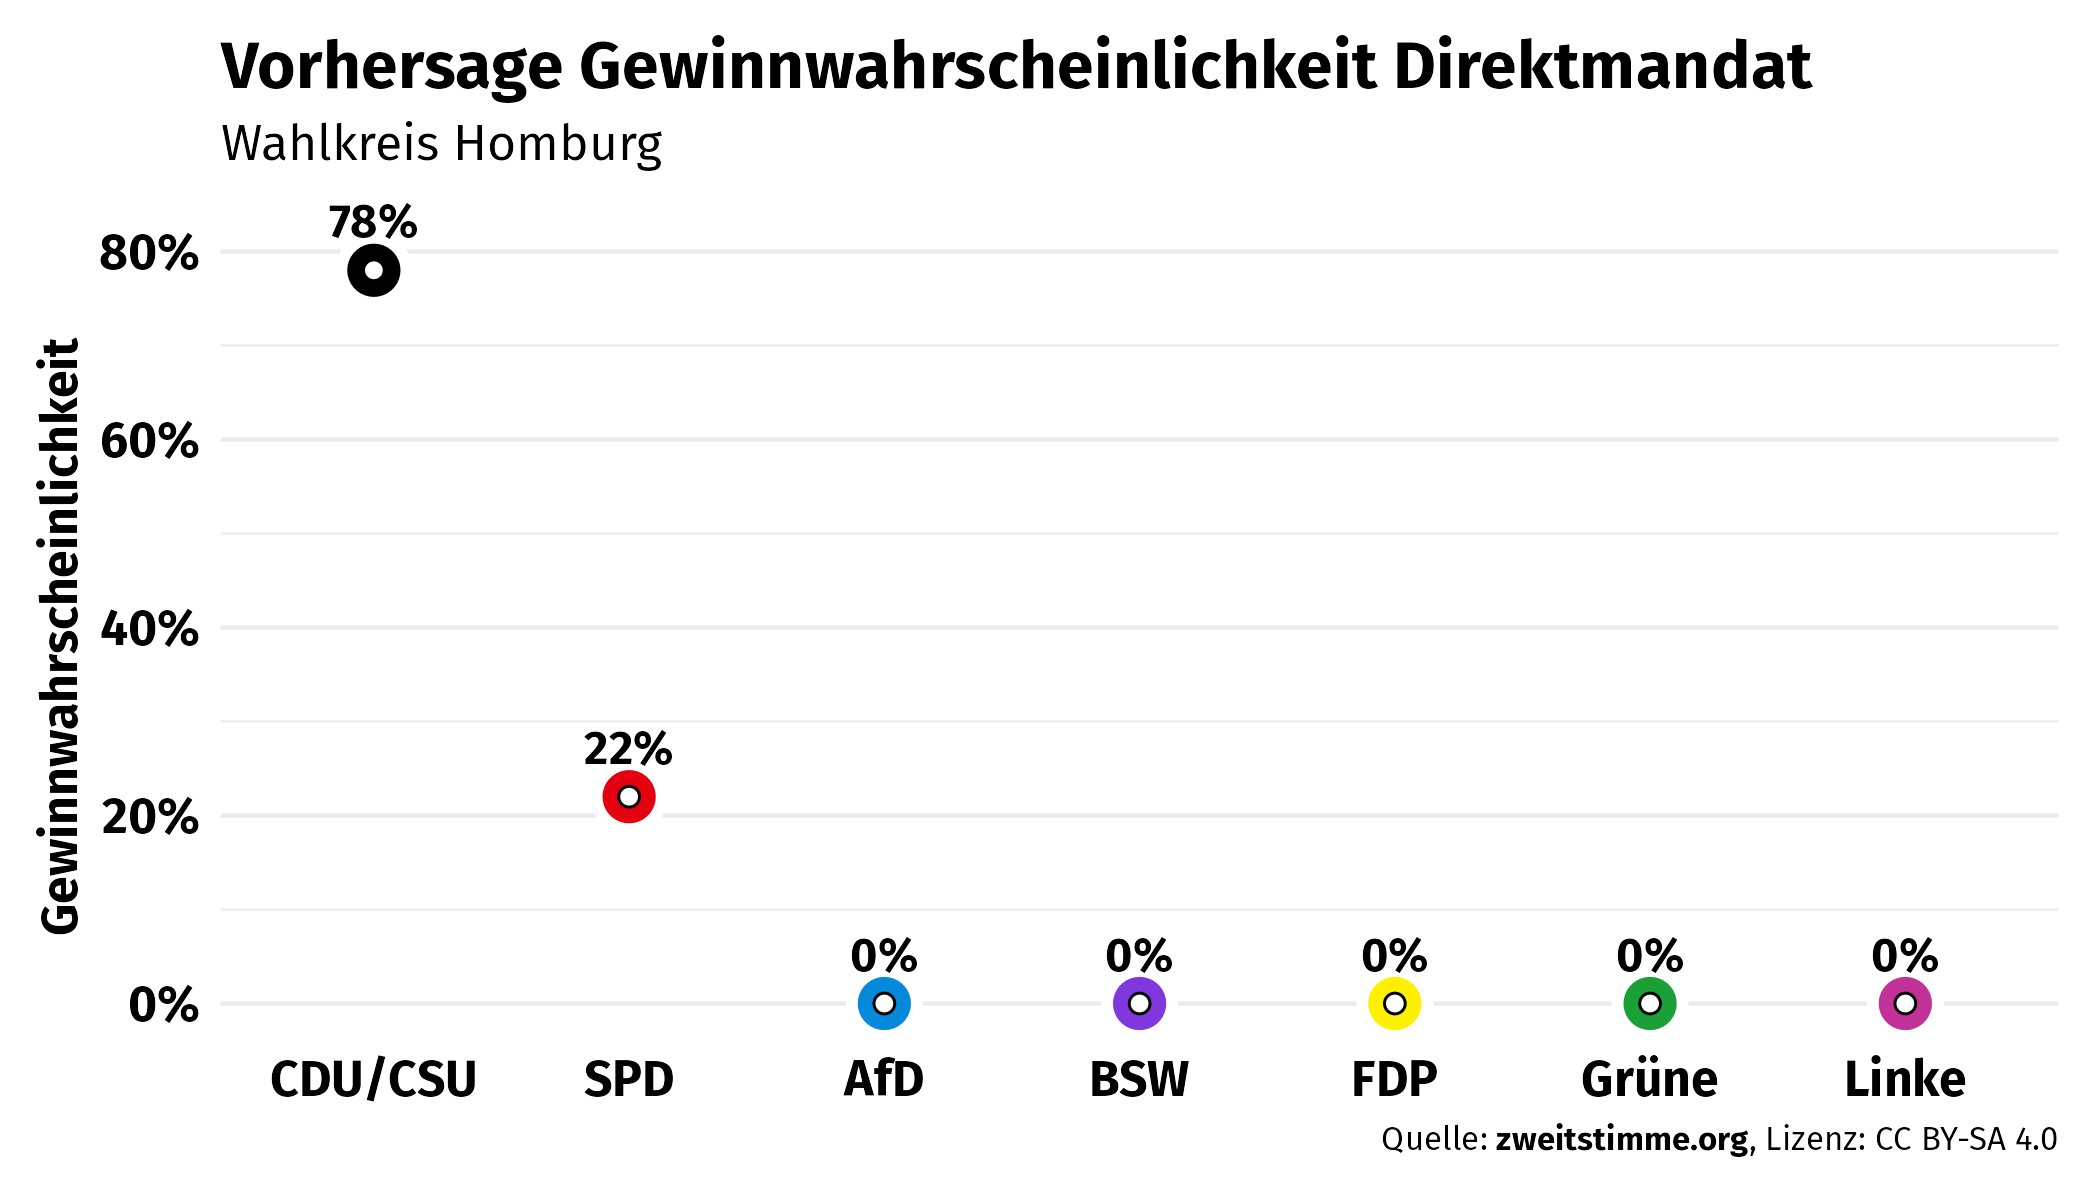 Vorhersage Gewinnwahrscheinlichkeit Direktmandat
Wahlkreis Homburg
Gewinnwahrscheinlichkeit
80%
60%
40%
20%
0%
78%
22%
0%
0%
0%
0%
0%
CDU/CSU
SPD
AfD
BSW
FDP
Grüne
Linke
Quelle: zweitstimme.org, Lizenz: CC BY-SA 4.0